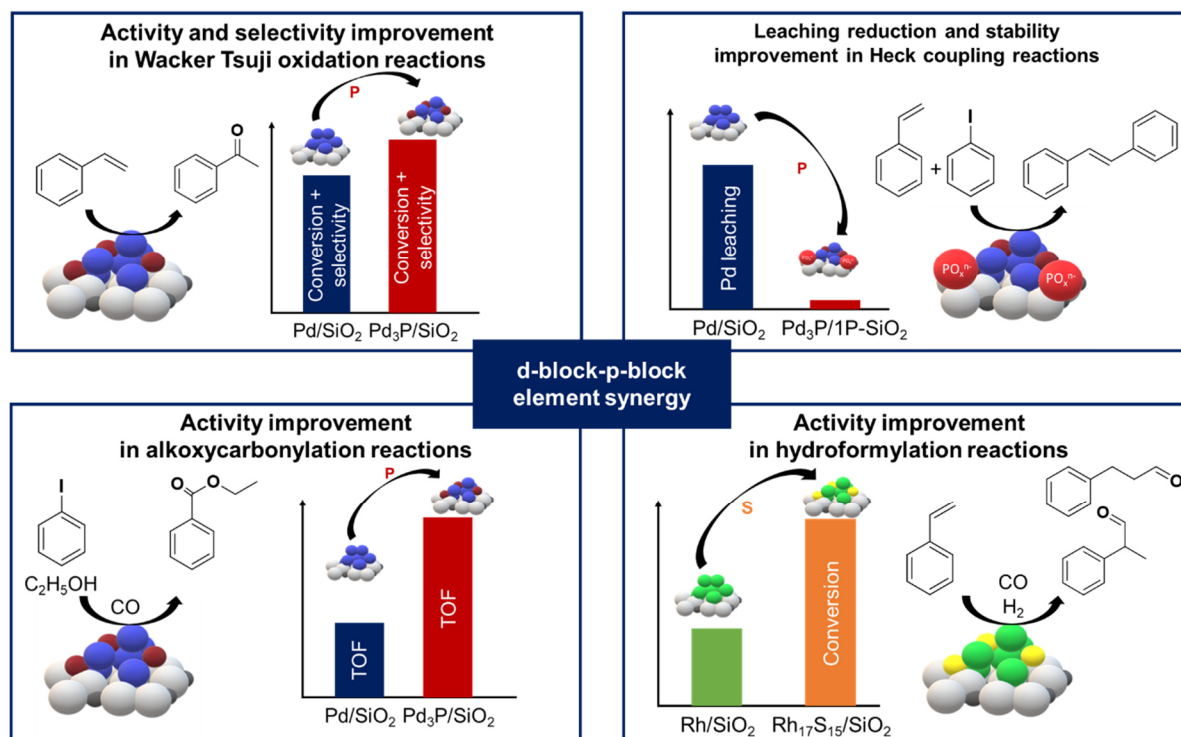 Activity and selectivity improvement
in Wacker Tsuji oxidation reactions
P
O
Conversion +
selectivity
Conversion +
selectivity
Pd/SiO₂ Pd₃P/SiO₂
Leaching reduction and stability
improvement in Heck coupling reactions
I
+
P
Pd leaching
POₓⁿ⁻
POₓⁿ⁻
POₓⁿ⁻
POₓⁿ⁻
Pd/SiO₂ Pd₃P/1P-SiO₂
d-block-p-block
element synergy
Activity improvement
in alkoxycarbonylation reactions
I
O
O
C₂H₅OH
CO
P
TOF
TOF
Pd/SiO₂ Pd₃P/SiO₂
Activity improvement
in hydroformylation reactions
S
Conversion
O
O
CO
H₂
Rh/SiO₂ Rh₁₇S₁₅/SiO₂